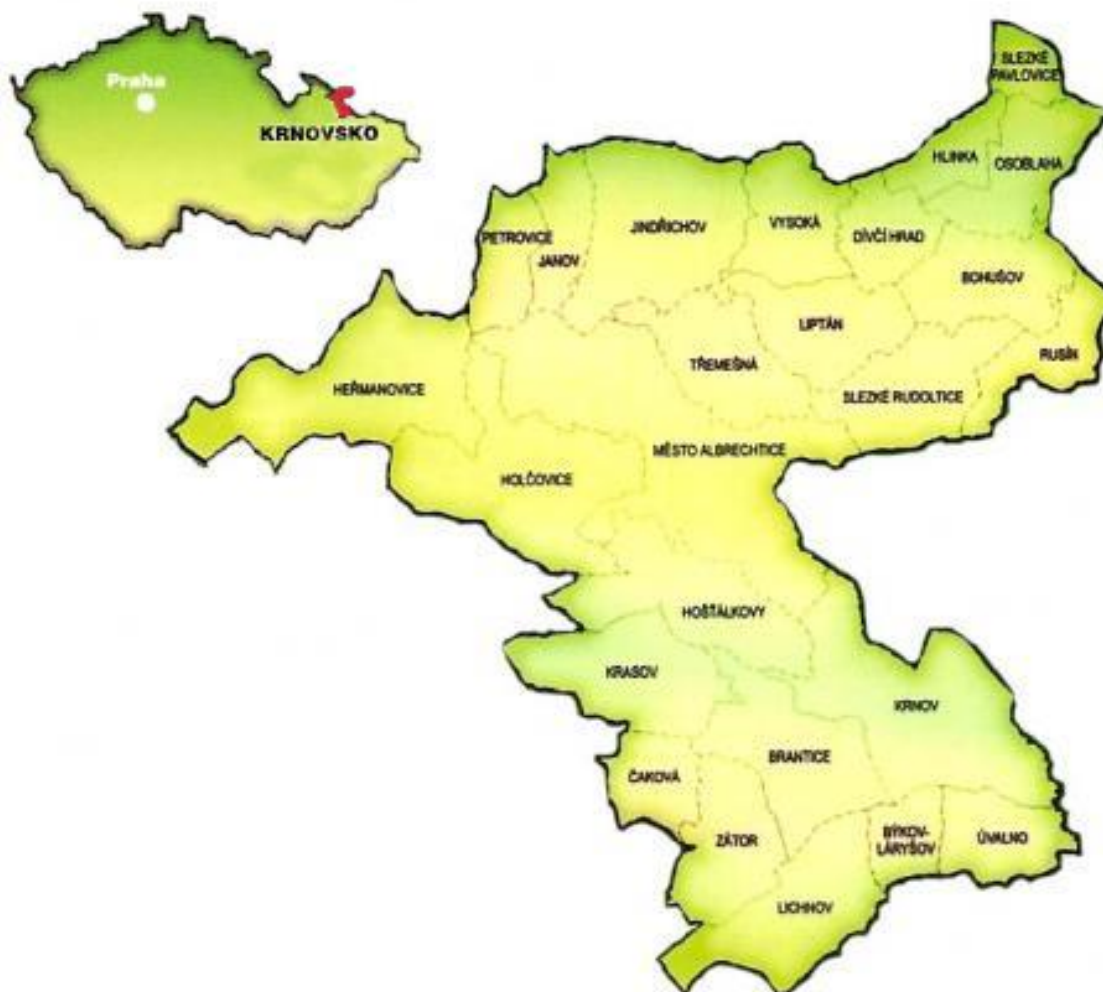 Praha
KRNOVSKO
SLEZKÉ
PAVLOVICE
HLINKA
OSOBLAHA
PETROVICE
JANOV
JINDŘICHOV
VYSOKÁ
DÍVČÍ HRAD
BOHUŠOV
LIPTÁN
RUSÍN
TŘEMEŠNÁ
HEŘMANOVICE
SLEZKÉ RUDOLTICE
MĚSTO ALBRECHTICE
HOLČOVICE
HOŠŤÁLKOVY
KRASOV
KRNOV
BRANTICE
ČAKOVÁ
ZÁTOR
BÝKOV-
LÁRYŠOV
ÚVALNO
LICHNOV